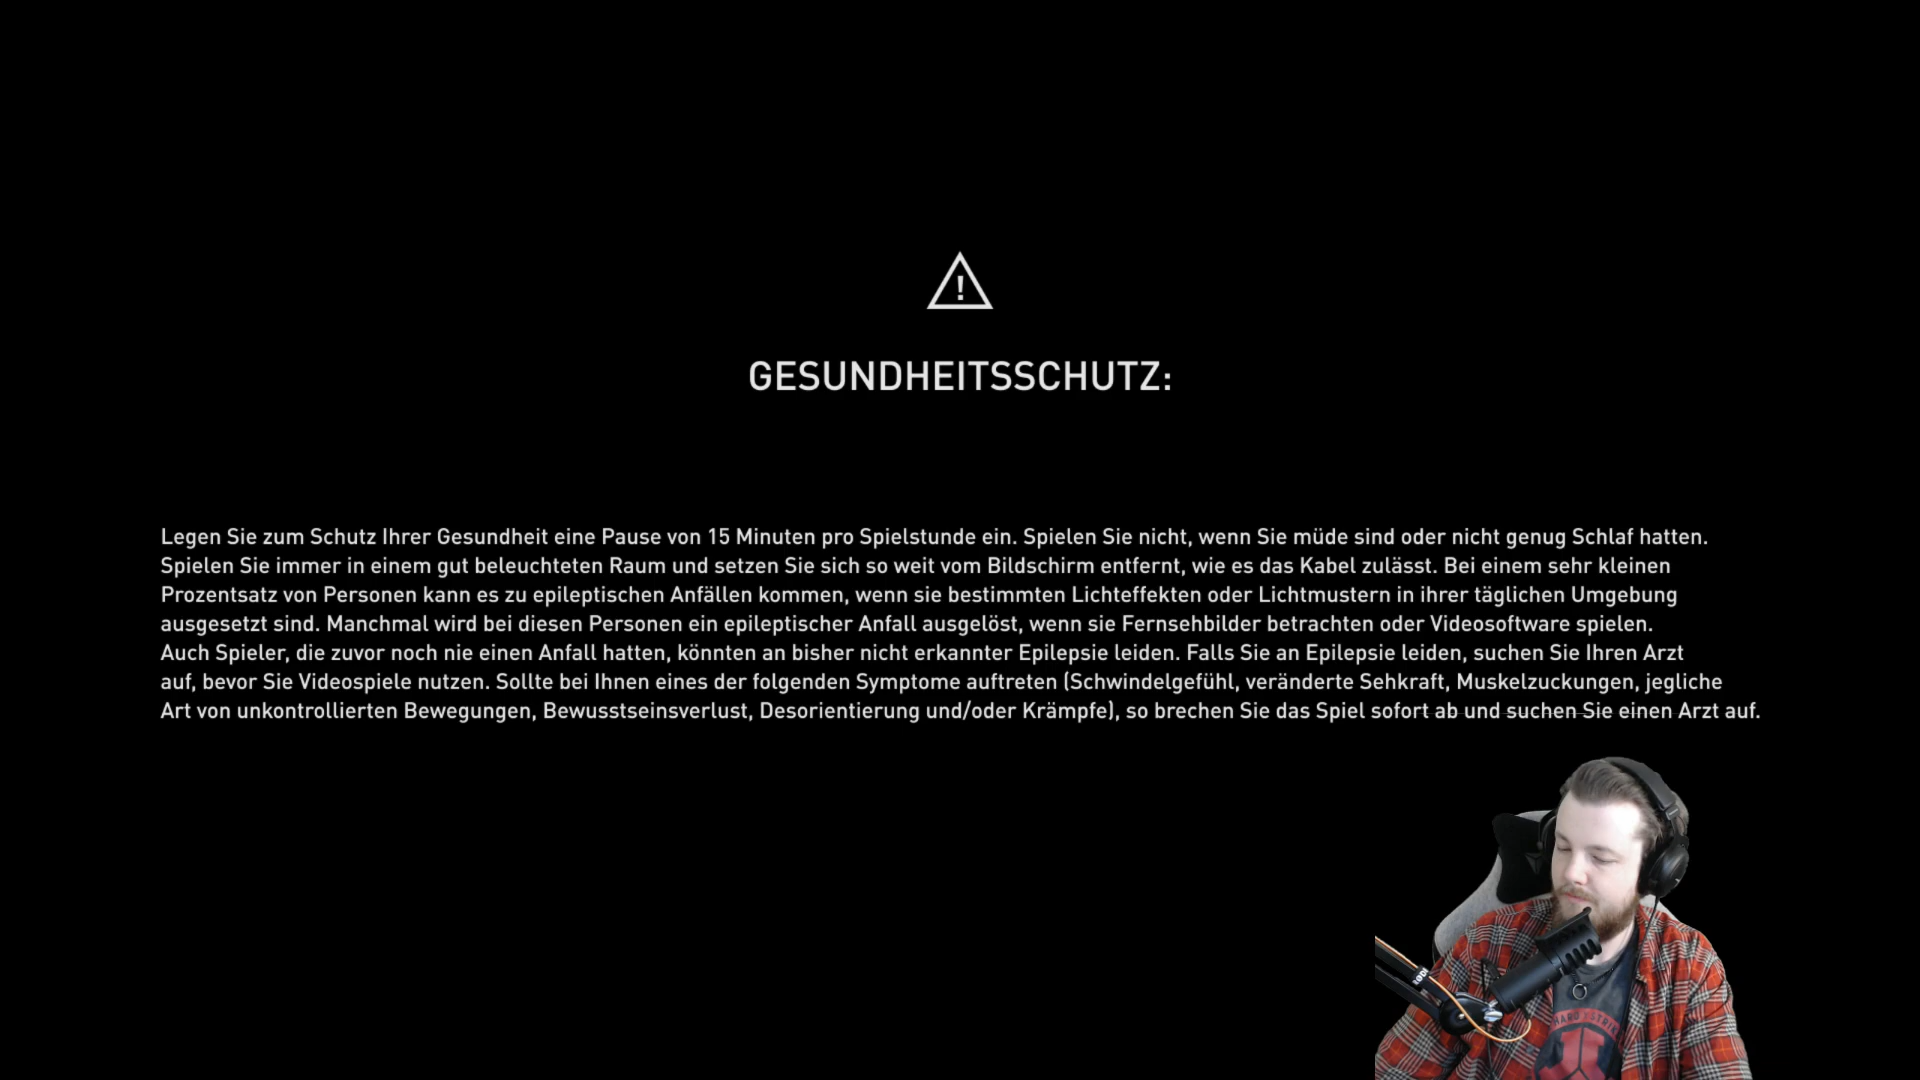 !
GESUNDHEITSSCHUTZ:
Legen Sie zum Schutz Ihrer Gesundheit eine Pause von 15 Minuten pro Spielstunde ein. Spielen Sie nicht, wenn Sie müde sind oder nicht genug Schlaf hatten.
Spielen Sie immer in einem gut beleuchteten Raum und setzen Sie sich so weit vom Bildschirm entfernt, wie es das Kabel zulässt. Bei einem sehr kleinen
Prozentsatz von Personen kann es zu epileptischen Anfällen kommen, wenn sie bestimmten Lichteffekten oder Lichtmustern in ihrer täglichen Umgebung
ausgesetzt sind. Manchmal wird bei diesen Personen ein epileptischer Anfall ausgelöst, wenn sie Fernsehbilder betrachten oder Videosoftware spielen.
Auch Spieler, die zuvor noch nie einen Anfall hatten, könnten an bisher nicht erkannter Epilepsie leiden. Falls Sie an Epilepsie leiden, suchen Sie Ihren Arzt
auf, bevor Sie Videospiele nutzen. Sollte bei Ihnen eines der folgenden Symptome auftreten (Schwindelgefühl, veränderte Sehkraft, Muskelzuckungen, jegliche
Art von unkontrollierten Bewegungen, Bewusstseinsverlust, Desorientierung und/oder Krämpfe), so brechen Sie das Spiel sofort ab und suchen Sie einen Arzt auf.